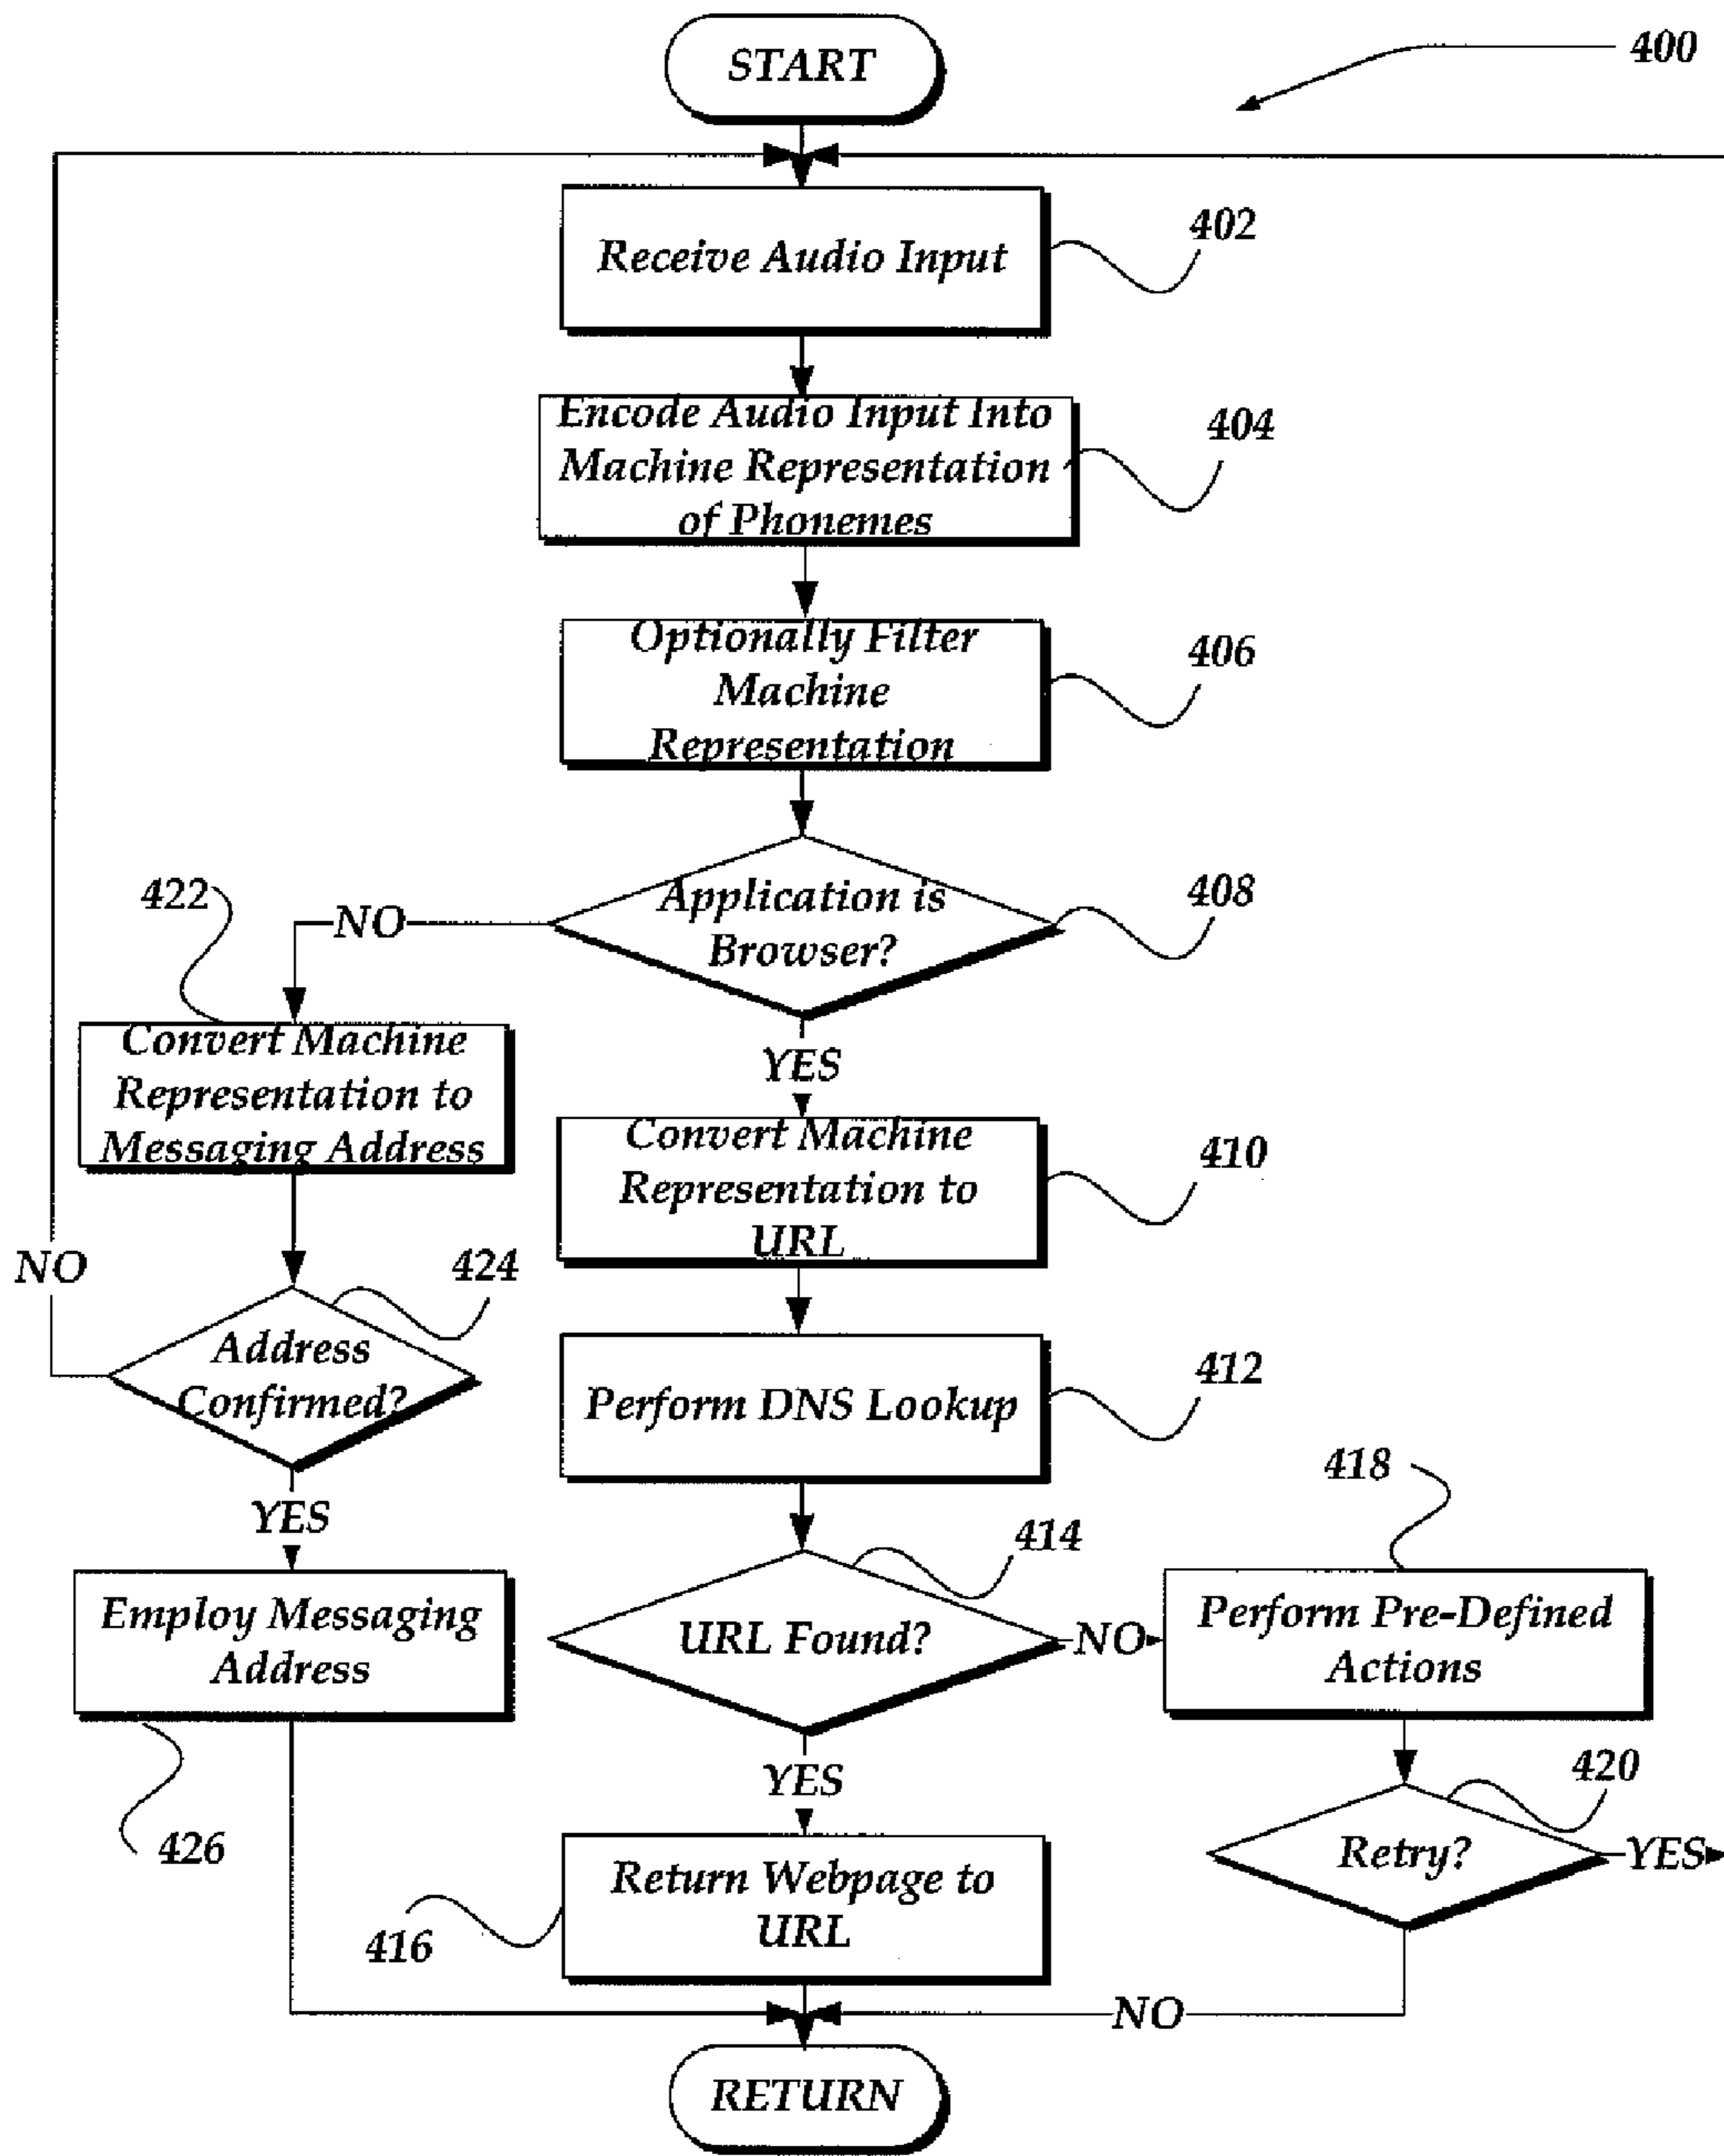 START
400
Receive Audio Input
402
Encode Audio Input Into
Machine Representation
of Phonemes
404
Optionally Filter
Machine
Representation
406
Application is
Browser?
408
NO
422
Convert Machine
Representation to
Messaging Address
YES
Convert Machine
Representation to
URL
410
NO
424
Address
Confirmed?
Perform DNS Lookup
412
YES
414
418
Employ Messaging
Address
426
URL Found?
NO
Perform Pre-Defined
Actions
YES
420
Retry?
YES
Return Webpage to
URL
416
NO
RETURN